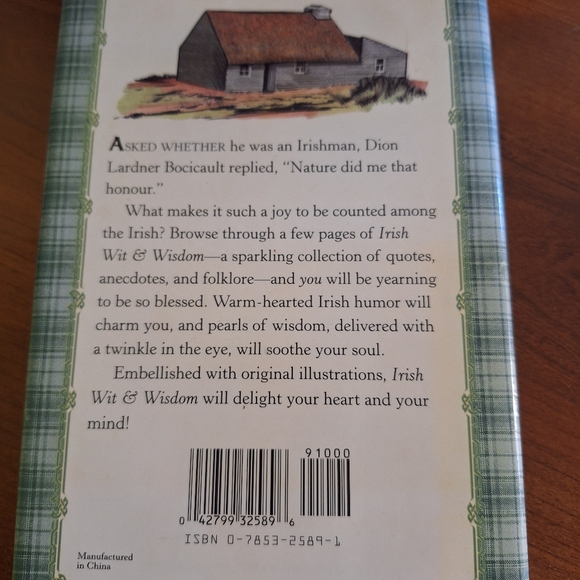 ASKED WHETHER he was an Irishman, Dion
Lardner Bocicault replied, “Nature did me that
honour.”
What makes it such a joy to be counted among
the Irish? Browse through a few pages of Irish
Wit & Wisdom—a sparkling collection of quotes,
anecdotes, and folklore—and you will be yearning
to be so blessed. Warm-hearted Irish humor will
charm you, and pearls of wisdom, delivered with
a twinkle in the eye, will soothe your soul.
Embellished with original illustrations, Irish
Wit & Wisdom will delight your heart and your
mind!
91000
0 42799 32589 6
ISBN 0-7853-2589-1
Manufactured
in China